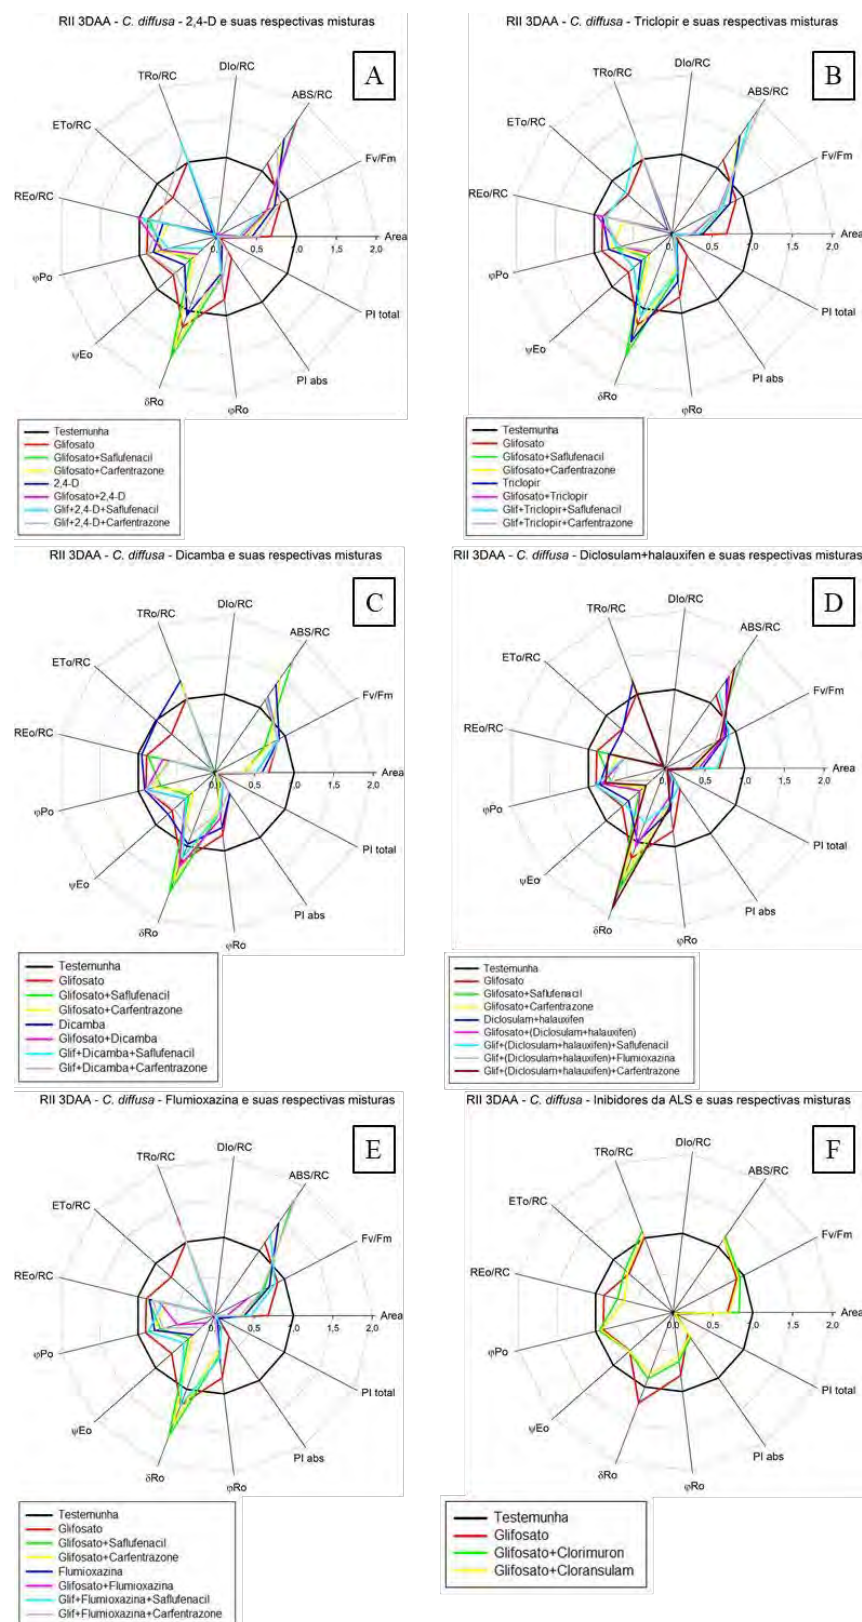 RII 3DAA - C. diffusa - 2,4-D e suas respectivas misturas
A
DIo/RC
TRo/RC
ABS/RC
ETo/RC
Fv/Fm
REo/RC
Area
0,0 0,5 1,0 1,5 2,0
φPo
PI total
ψEo
PI abs
δRo
φRo
Testemunha
Glifosato
Glifosato+Saflufenacil
Glifosato+Carfentrazone
2,4-D
Glifosato+2,4-D
Glif+2,4-D+Saflufenacil
Glif+2,4-D+Carfentrazone
RII 3DAA - C. diffusa - Triclopir e suas respectivas misturas
B
DIo/RC
TRo/RC
ABS/RC
ETo/RC
Fv/Fm
REo/RC
Area
0,0 0,5 1,0 1,5 2,0
φPo
PI total
ψEo
PI abs
δRo
φRo
Testemunha
Glifosato
Glifosato+Saflufenacil
Glifosato+Carfentrazone
Triclopir
Glifosato+Triclopir
Glif+Triclopir+Saflufenacil
Glif+Triclopir+Carfentrazone
RII 3DAA - C. diffusa - Dicamba e suas respectivas misturas
C
DIo/RC
TRo/RC
ABS/RC
ETo/RC
Fv/Fm
REo/RC
Area
0,0 0,5 1,0 1,5 2,0
φPo
PI total
ψEo
PI abs
δRo
φRo
Testemunha
Glifosato
Glifosato+Saflufenacil
Glifosato+Carfentrazone
Dicamba
Glifosato+Dicamba
Glif+Dicamba+Saflufenacil
Glif+Dicamba+Carfentrazone
RII 3DAA - C. diffusa - Diclosulam+halauxifen e suas respectivas misturas
D
DIo/RC
TRo/RC
ABS/RC
ETo/RC
Fv/Fm
REo/RC
Area
0,0 0,5 1,0 1,5 2,0
φPo
PI total
ψEo
PI abs
δRo
φRo
Testemunha
Glifosato
Glifosato+Saflufenacil
Glifosato+Carfentrazone
Diclosulam+halauxifen
Glifosato+(Diclosulam+halauxifen)
Glif+(Diclosulam+halauxifen)+Saflufenacil
Glif+(Diclosulam+halauxifen)+Flumioxazina
Glif+(Diclosulam+halauxifen)+Carfentrazone
RII 3DAA - C. diffusa - Flumioxazina e suas respectivas misturas
E
DIo/RC
TRo/RC
ABS/RC
ETo/RC
Fv/Fm
REo/RC
Area
0,0 0,5 1,0 1,5 2,0
φPo
PI total
ψEo
PI abs
δRo
φRo
Testemunha
Glifosato
Glifosato+Saflufenacil
Glifosato+Carfentrazone
Flumioxazina
Glifosato+Flumioxazina
Glif+Flumioxazina+Saflufenacil
Glif+Flumioxazina+Carfentrazone
RII 3DAA - C. diffusa - Inibidores da ALS e suas respectivas misturas
F
DIo/RC
TRo/RC
ABS/RC
ETo/RC
Fv/Fm
REo/RC
Area
0,0 0,5 1,0 1,5 2,0
φPo
PI total
ψEo
PI abs
δRo
φRo
Testemunha
Glifosato
Glifosato+Clorimuron
Glifosato+Cloransulam